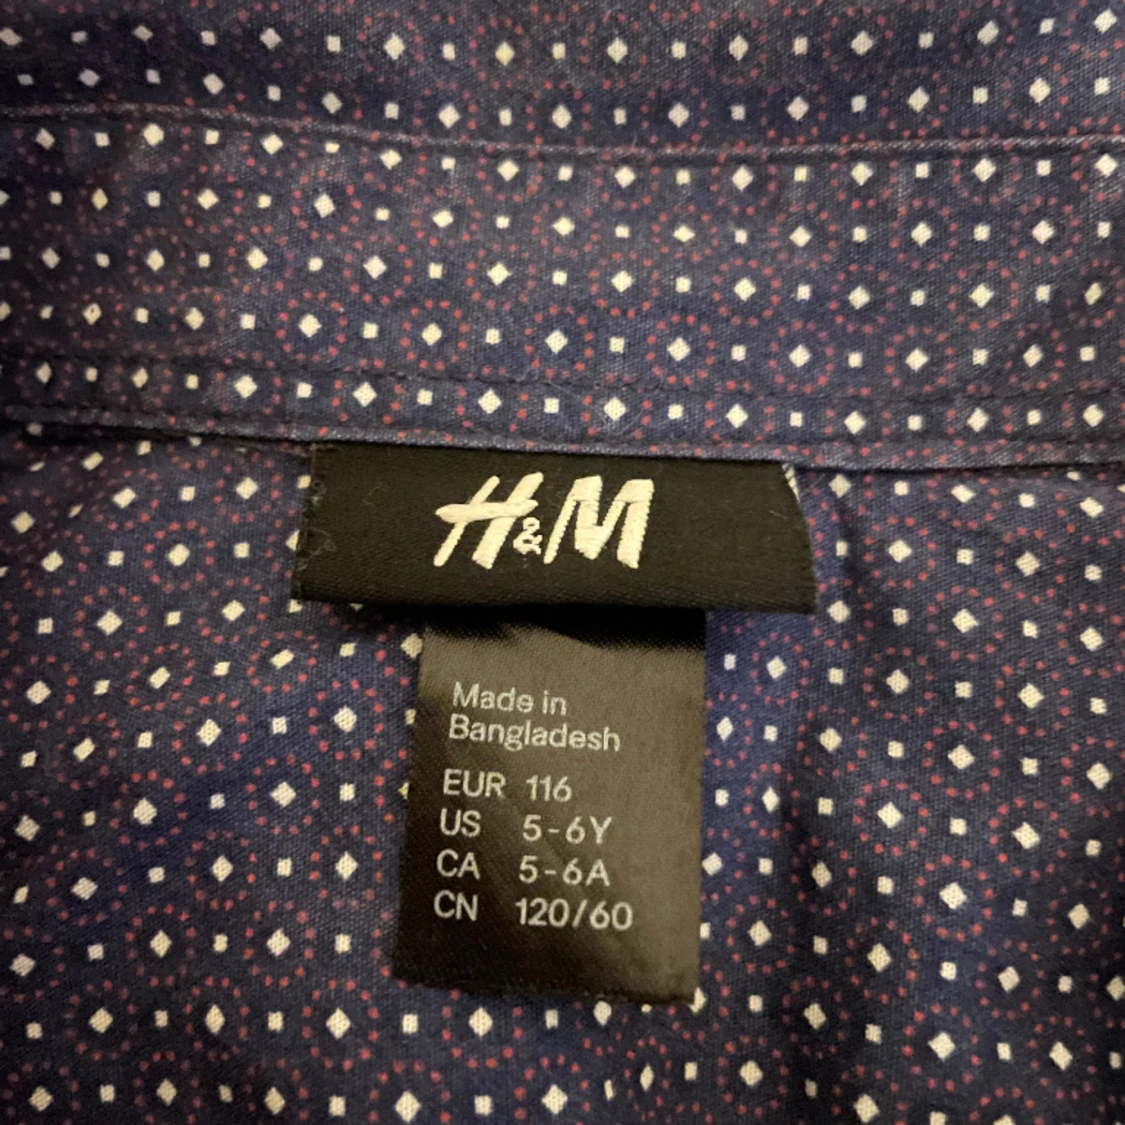 H&M
Made in
Bangladesh
EUR 116
US 5-6Y
CA 5-6A
CN 120/60